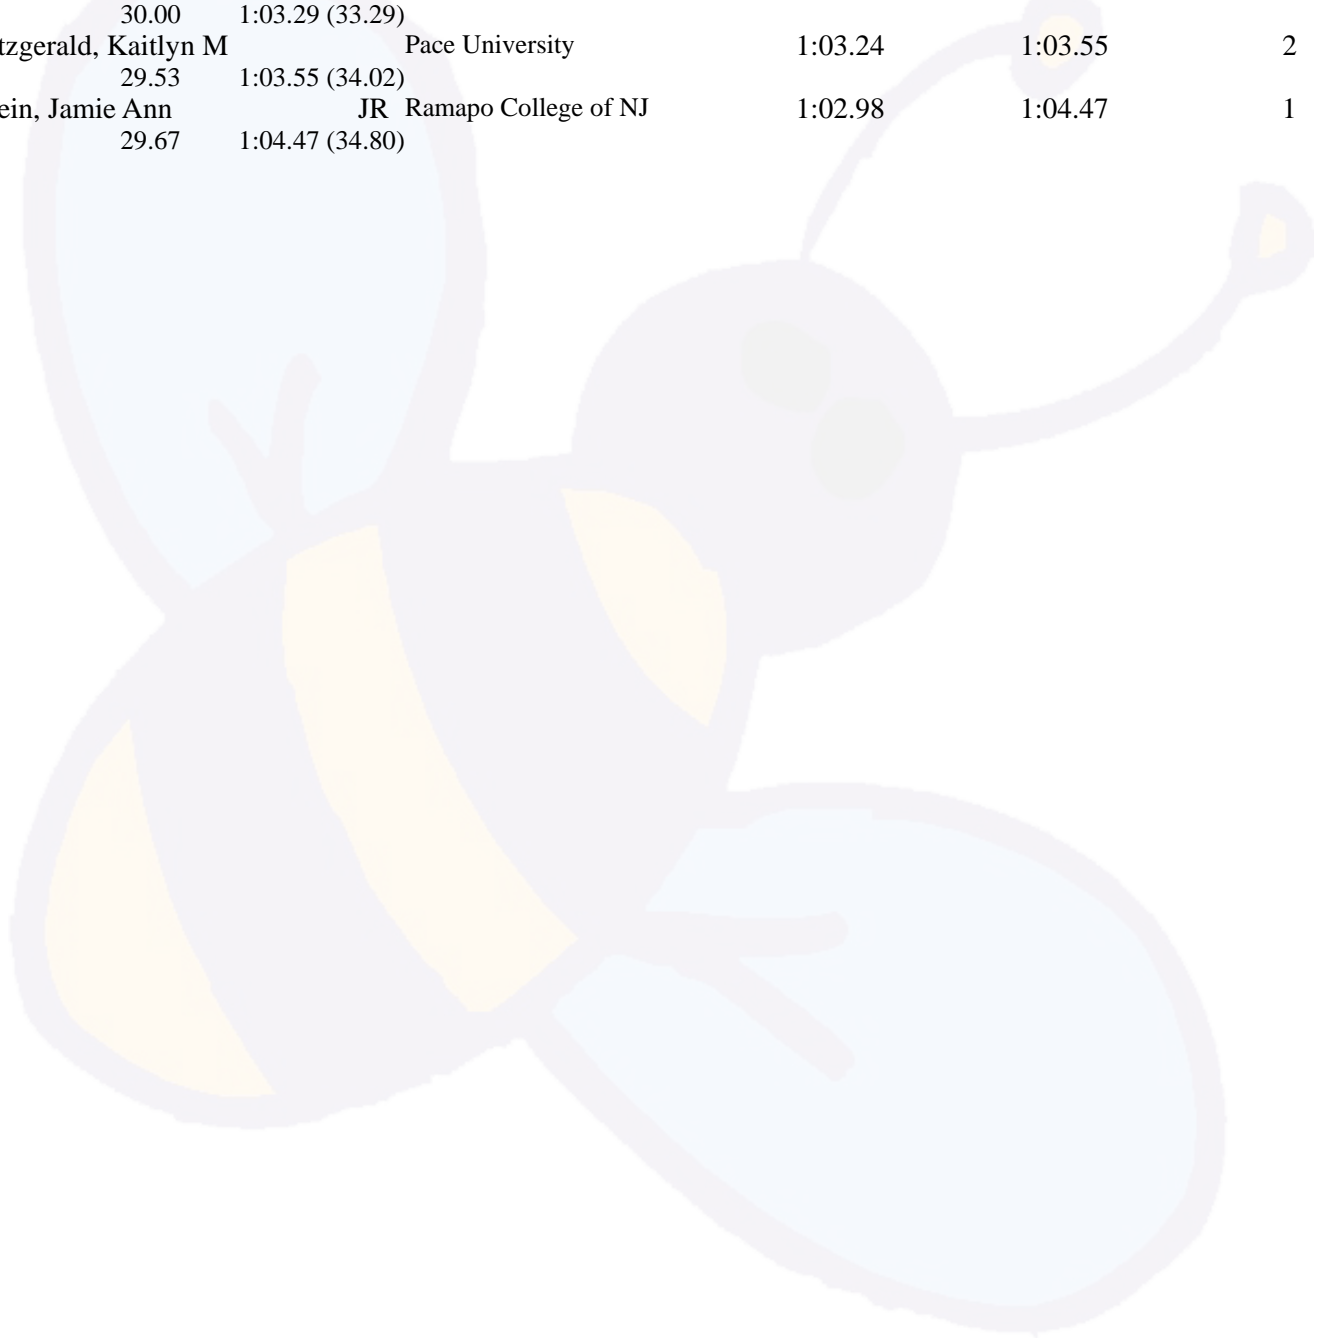 30.00 1:03.29 (33.29)
tzgerald, Kaitlyn M Pace University 1:03.24 1:03.55 2
29.53 1:03.55 (34.02)
ein, Jamie Ann JR Ramapo College of NJ 1:02.98 1:04.47 1
29.67 1:04.47 (34.80)